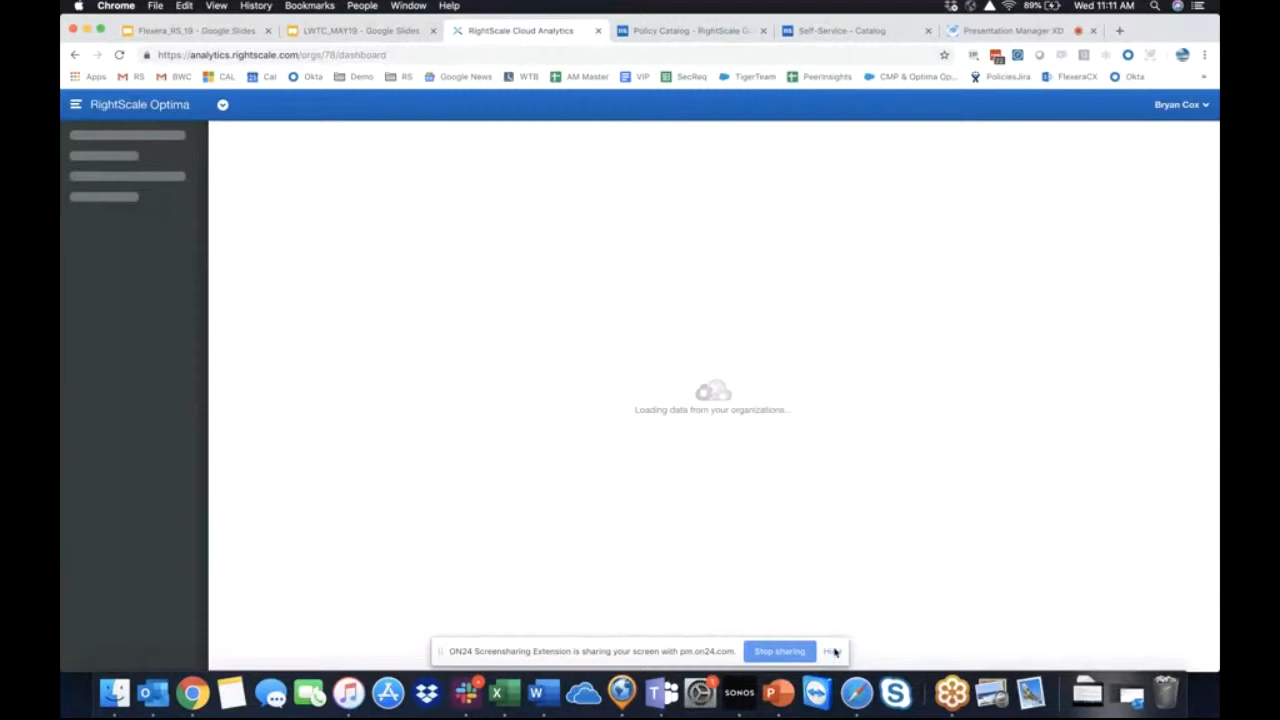 Chrome File Edit View History Bookmarks People Window Help 89% Wed 11:11 AM
Flexera_RS_19 - Google Slides LWTC_MAY19 - Google Slides RightScale Cloud Analytics Policy Catalog - RightScale G Self-Service - Catalog Presentation Manager XD
https://analytics.rightscale.com/orgs/78/dashboard
Apps RS BWC CAL Cal Okta Demo RS Google News WTB AM Master VIP SecReq TigerTeam PeerInsights CMP & Optima Op... PoliciesJira FlexeraCX Okta
RightScale Optima Bryan Cox
Loading data from your organizations...
ON24 Screensharing Extension is sharing your screen with pm.on24.com. Stop sharing
SONOS